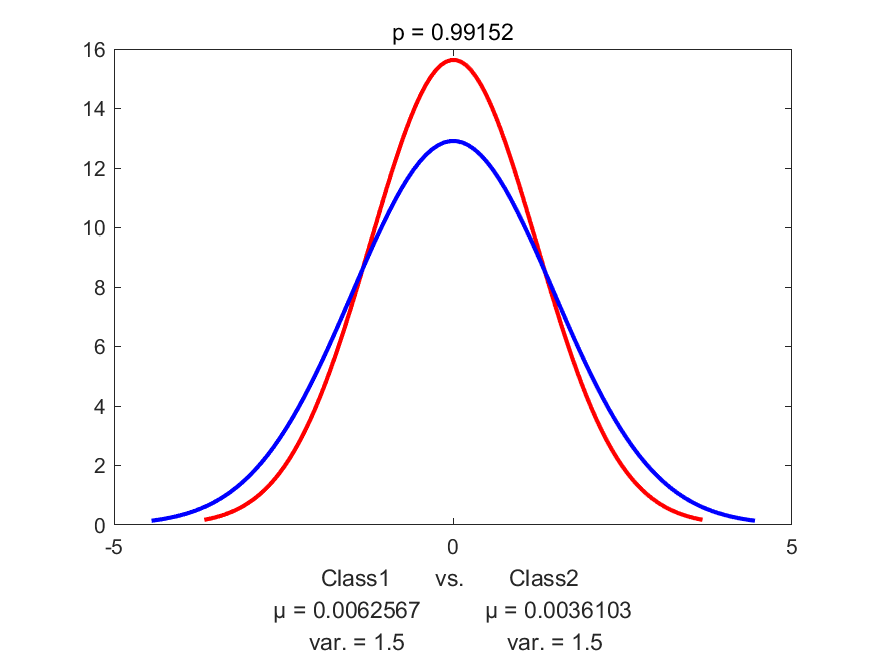 p = 0.99152
16
14
12
10
8
6
4
2
0
-5 0 5
Class1 vs. Class2
μ = 0.0062567 μ = 0.0036103
var. = 1.5 var. = 1.5